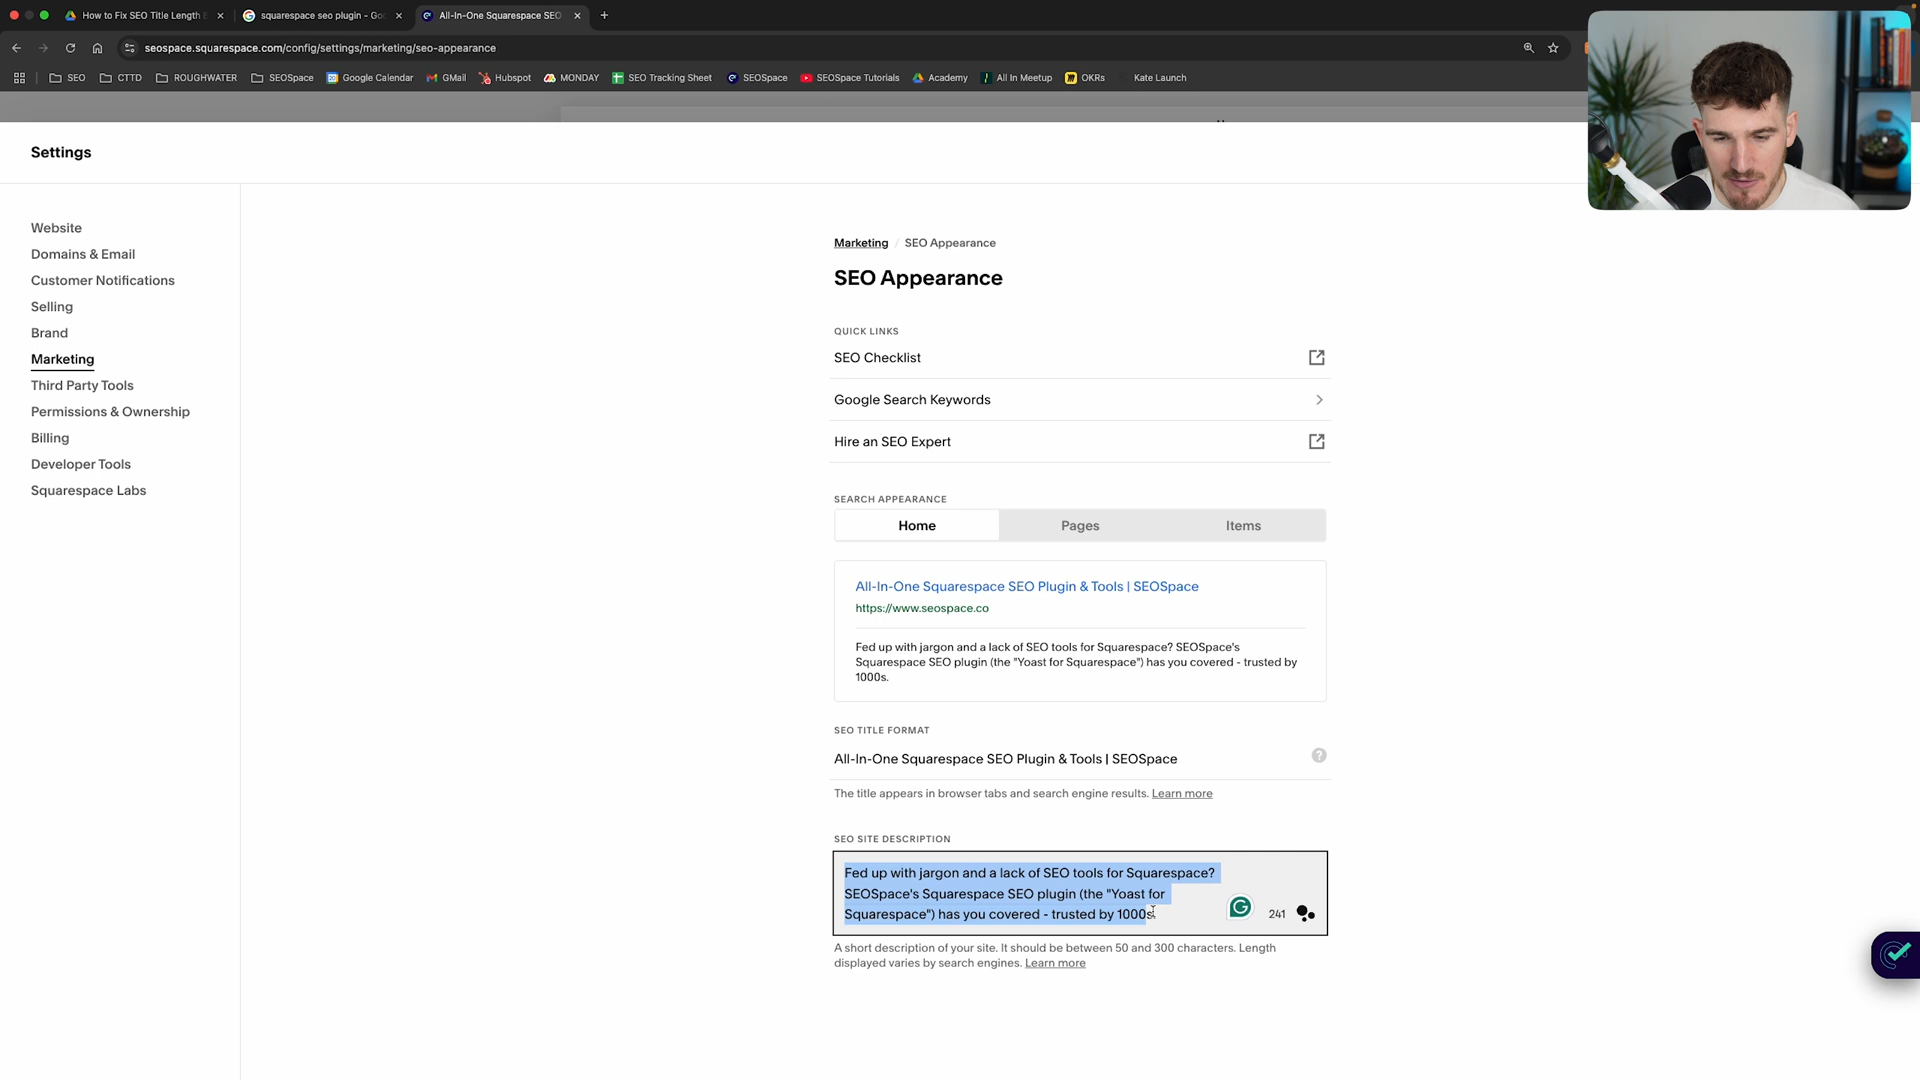 How to Fix SEO Title Length
squarespace seo plugin - Goo
All-In-One Squarespace SEO
seospace.squarespace.com/config/settings/marketing/seo-appearance
SEO
CTTD
ROUGHWATER
SEOSpace
Google Calendar
GMail
Hubspot
MONDAY
SEO Tracking Sheet
SEOSpace
SEOSpace Tutorials
Academy
All In Meetup
OKRs
Kate Launch
Settings
Website
Domains & Email
Customer Notifications
Selling
Brand
Marketing
Third Party Tools
Permissions & Ownership
Billing
Developer Tools
Squarespace Labs
Marketing / SEO Appearance
SEO Appearance
QUICK LINKS
SEO Checklist
Google Search Keywords
Hire an SEO Expert
SEARCH APPEARANCE
Home
Pages
Items
All-In-One Squarespace SEO Plugin & Tools | SEOSpace
https://www.seospace.co
Fed up with jargon and a lack of SEO tools for Squarespace? SEOSpace's
Squarespace SEO plugin (the "Yoast for Squarespace") has you covered - trusted by
1000s.
SEO TITLE FORMAT
All-In-One Squarespace SEO Plugin & Tools | SEOSpace
?
The title appears in browser tabs and search engine results. Learn more
SEO SITE DESCRIPTION
Fed up with jargon and a lack of SEO tools for Squarespace?
SEOSpace's Squarespace SEO plugin (the "Yoast for
Squarespace") has you covered - trusted by 1000s.
241
A short description of your site. It should be between 50 and 300 characters. Length
displayed varies by search engines. Learn more